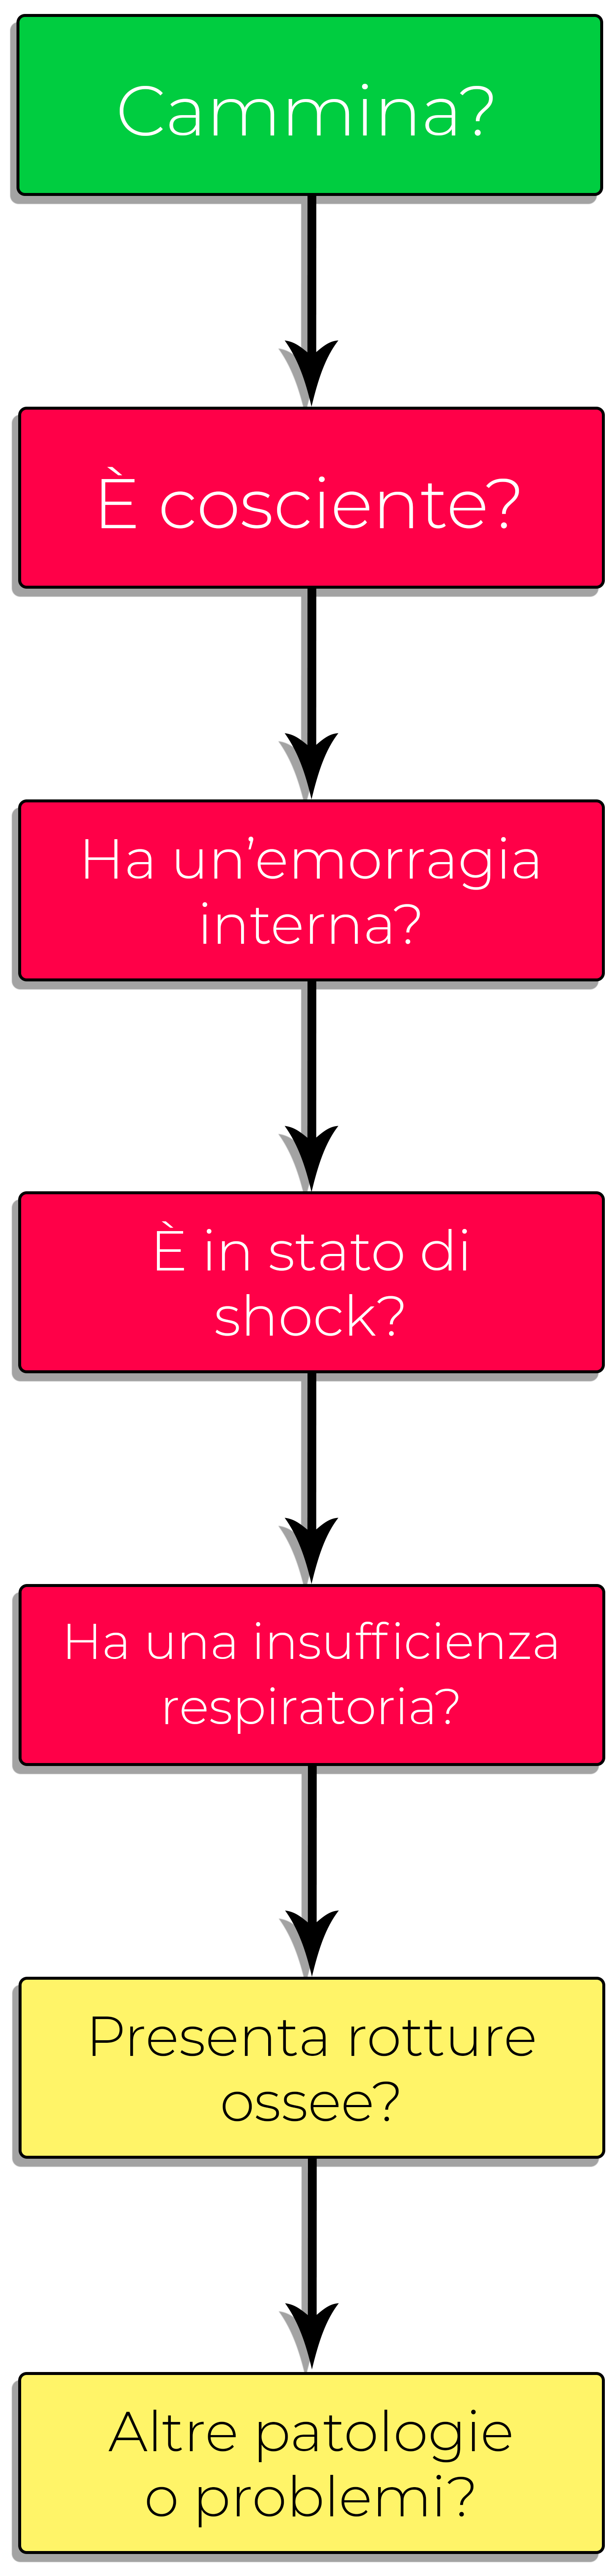 Cammina?
È cosciente?
Ha un’emorragia
interna?
È in stato di
shock?
Ha una insufficienza
respiratoria?
Presenta rotture
ossee?
Altre patologie
o problemi?